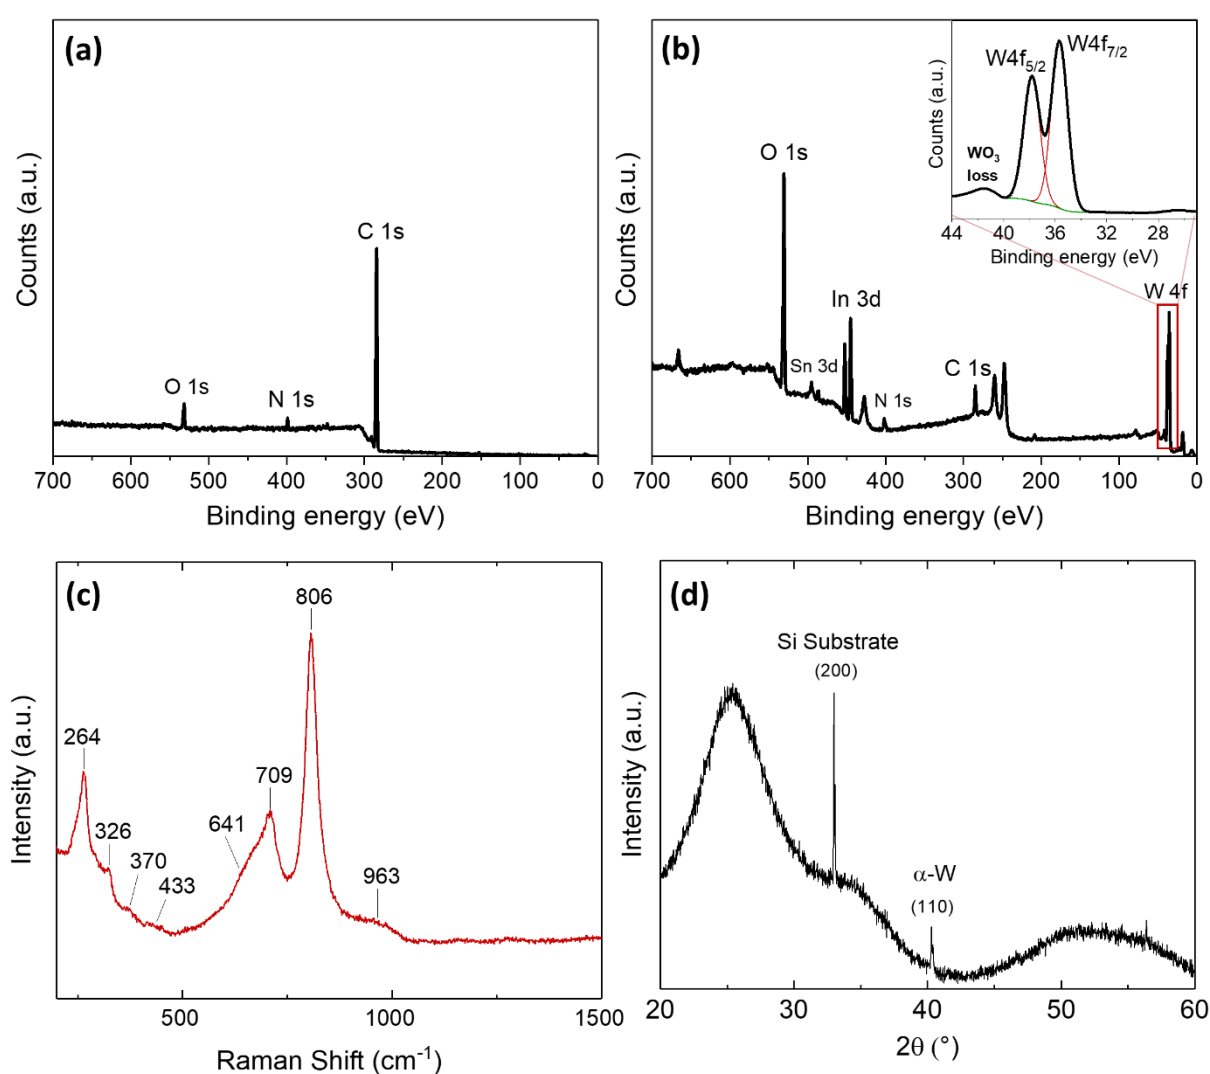 (a)
Counts (a.u.)
O 1s
N 1s
C 1s
700 600 500 400 300 200 100 0
Binding energy (eV)
(b)
Counts (a.u.)
O 1s
Sn 3d
In 3d
N 1s
C 1s
W 4f
700 600 500 400 300 200 100 0
Binding energy (eV)
Counts (a.u.)
W4f5/2
W4f7/2
WO3
loss
44 40 36 32 28
Binding energy (eV)
(c)
Intensity (a.u.)
264
326
370
433
641
709
806
963
500 1000 1500
Raman Shift (cm-1)
(d)
Intensity (a.u.)
Si Substrate
(200)
α-W
(110)
20 30 40 50 60
2θ (°)